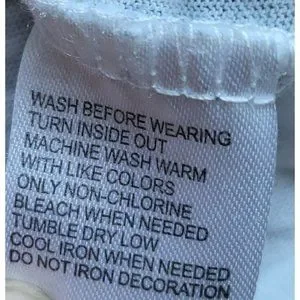 WASH BEFORE WEARING
TURN INSIDE OUT
MACHINE WASH WARM
WITH LIKE COLORS
ONLY NON-CHLORINE
BLEACH WHEN NEEDED
TUMBLE DRY LOW
COOL IRON WHEN NEEDED
DO NOT IRON DECORATION